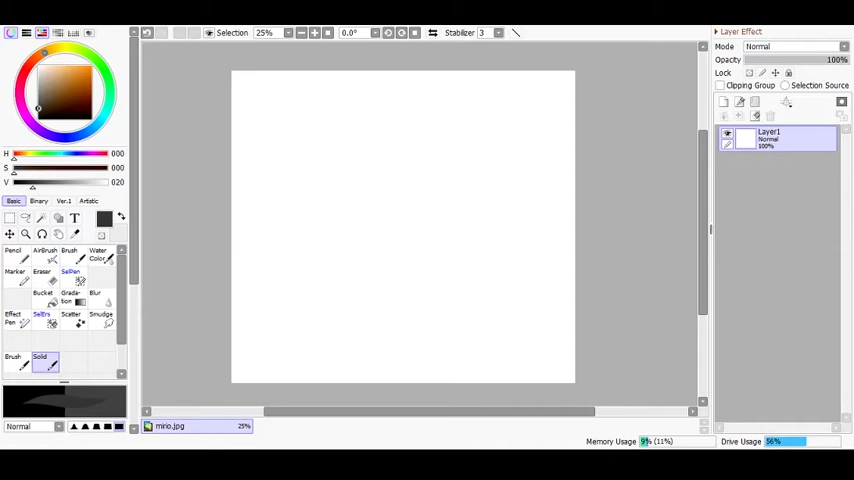 Selection 25% 0.0° Stabilizer 3
Layer Effect
Mode Normal
Opacity 100%
Lock
Clipping Group Selection Source
Layer1
Normal
100%
H 000
S 000
V 020
Basic Binary Ver.1 Artistic
T
Pencil AirBrush Brush Water Color
Marker Eraser SelPen
Bucket Grada-tion Blur
Effect Pen SelErs Scatter Smudge
Brush Solid
Normal
mirio.jpg 25%
Memory Usage 9% (11%) Drive Usage 56%